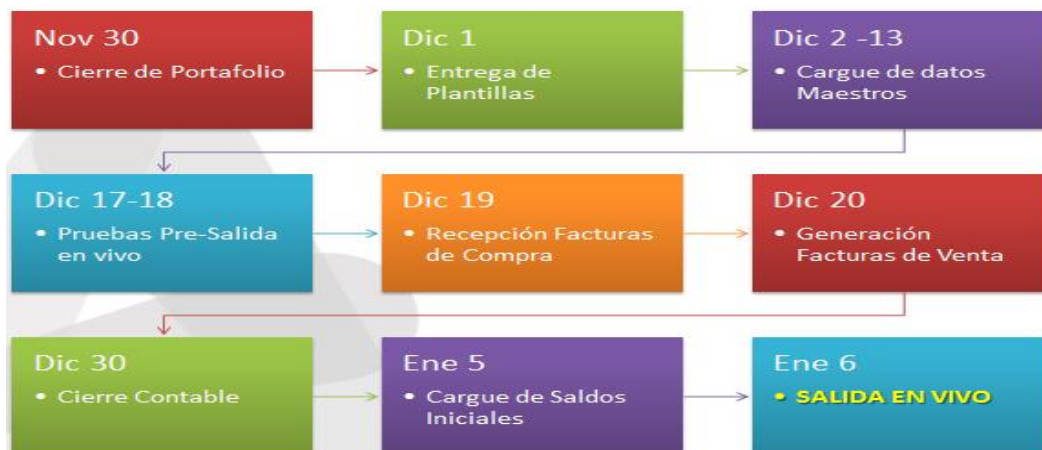 Nov 30
• Cierre de Portafolio
Dic 1
• Entrega de
Plantillas
Dic 2 -13
• Cargue de datos
Maestros
Dic 17-18
• Pruebas Pre-Salida
en vivo
Dic 19
• Recepción Facturas
de Compra
Dic 20
• Generación
Facturas de Venta
Dic 30
• Cierre Contable
Ene 5
• Cargue de Saldos
Iniciales
Ene 6
• SALIDA EN VIVO